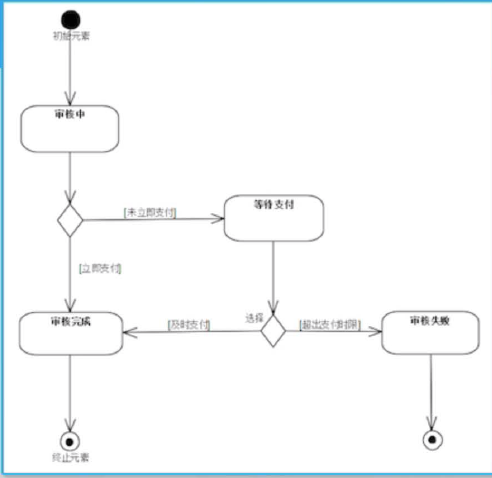 初始元素
审核中
[未立即支付]
等待支付
[立即支付]
审核完成
[及时支付]
选择
[超出支付时限]
审核失败
终止元素